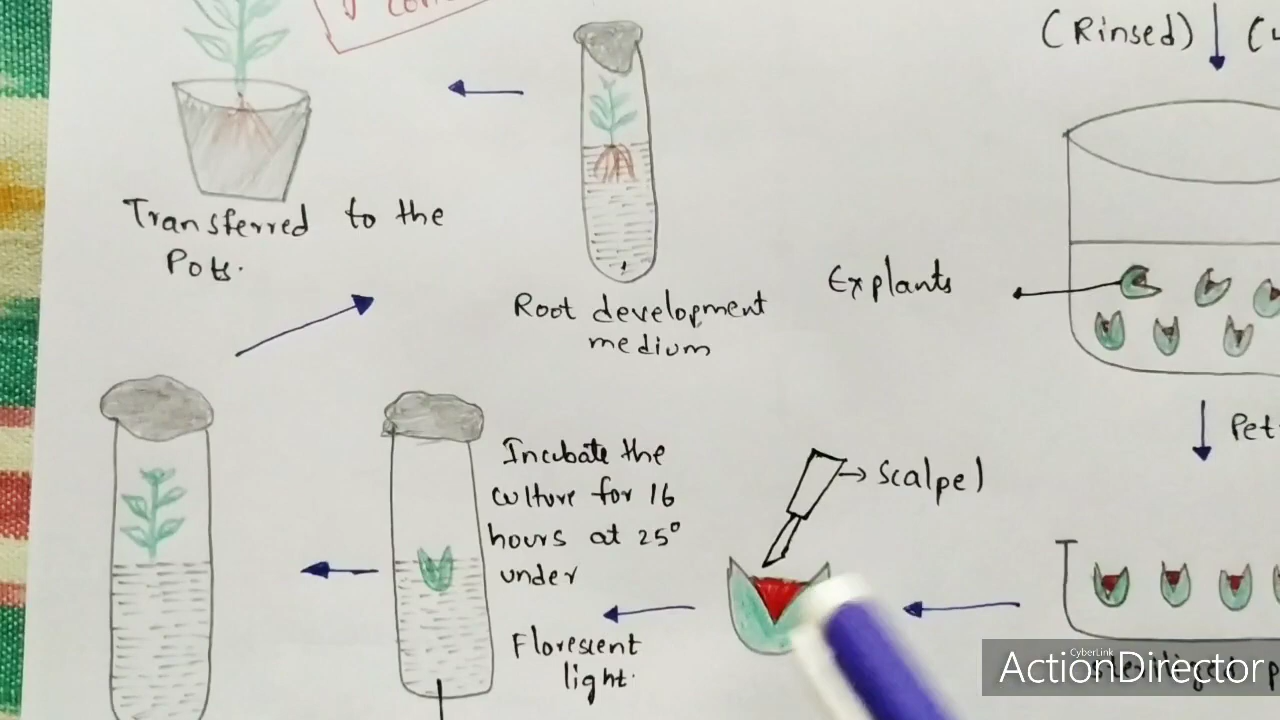 (Rinsed)
Transferred to the
Pots.
Root development
medium
Explants
Incubate the
culture for 16
hours at 25°
under
Florescent
light.
Scalpel
CyberLink
ActionDirector